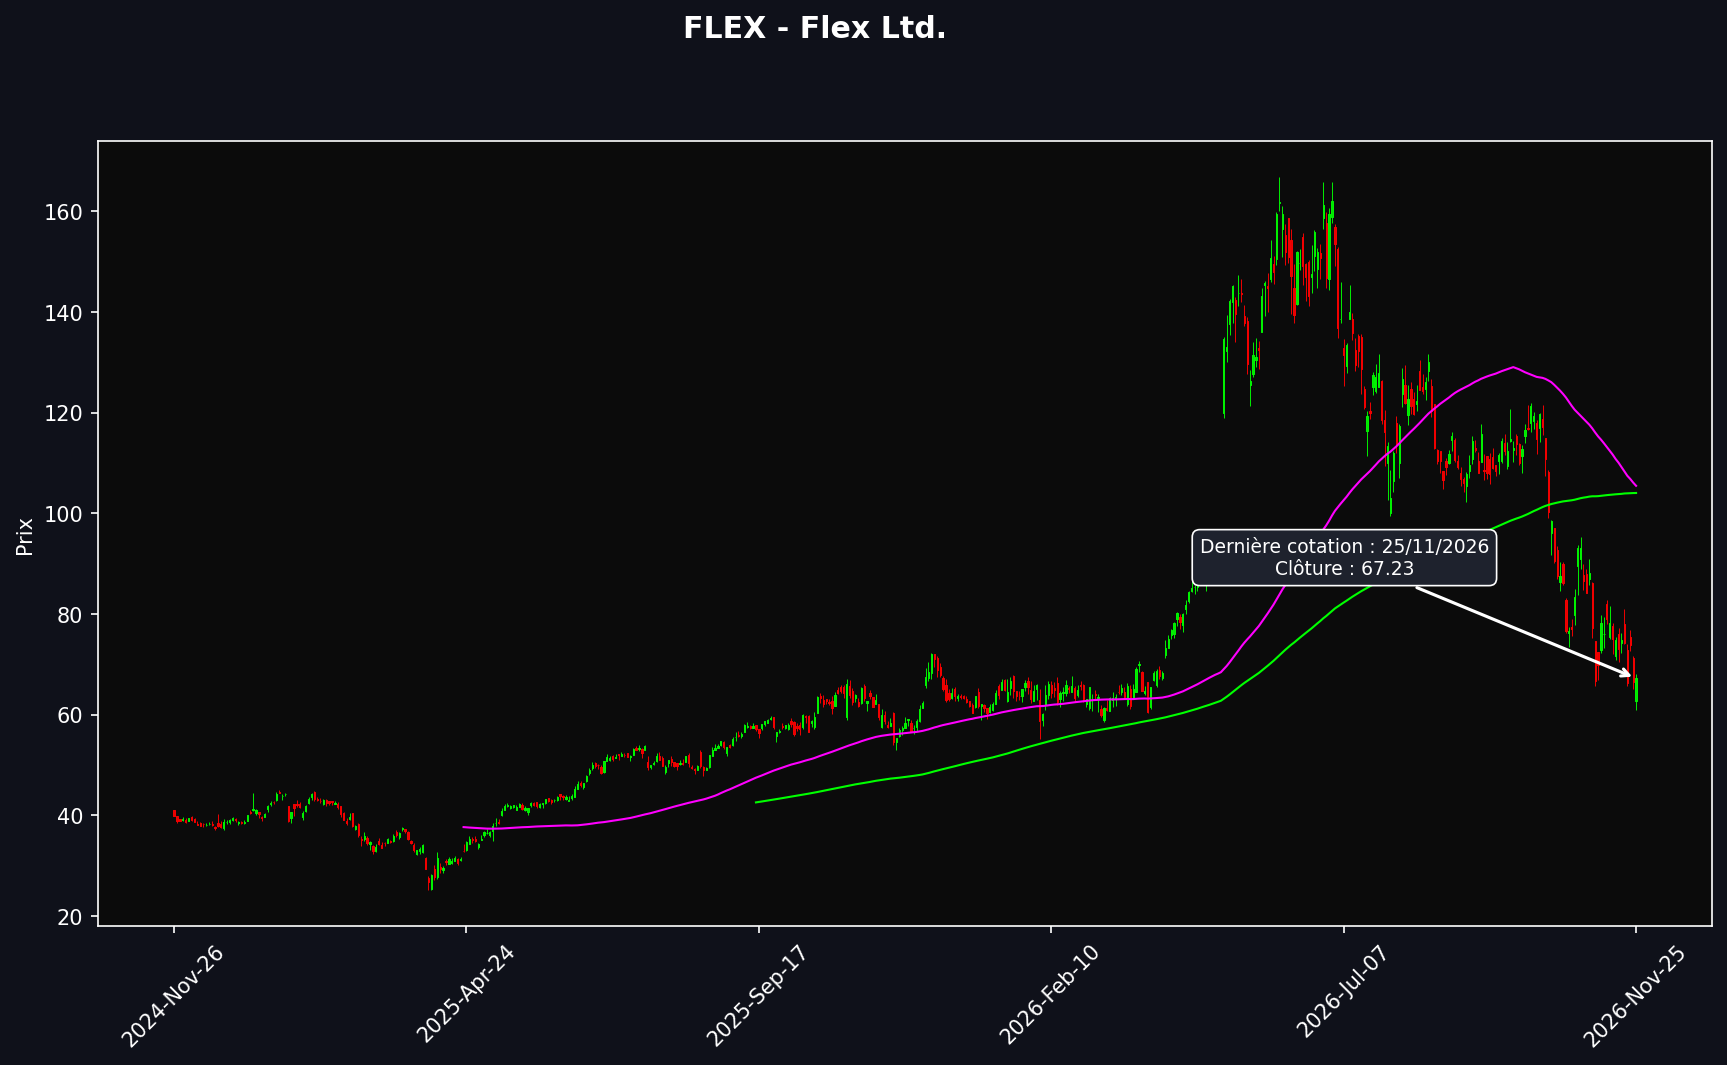 FLEX - Flex Ltd.
Prix
160
140
120
100
80
60
40
20
Dernière cotation : 25/11/2026
Clôture : 67.23
2024-Nov-26
2025-Apr-24
2025-Sep-17
2026-Feb-10
2026-Jul-07
2026-Nov-25